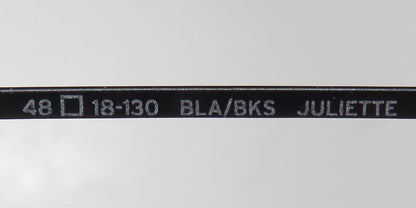 48 □ 18-130 BLA/BKS JULIETTE